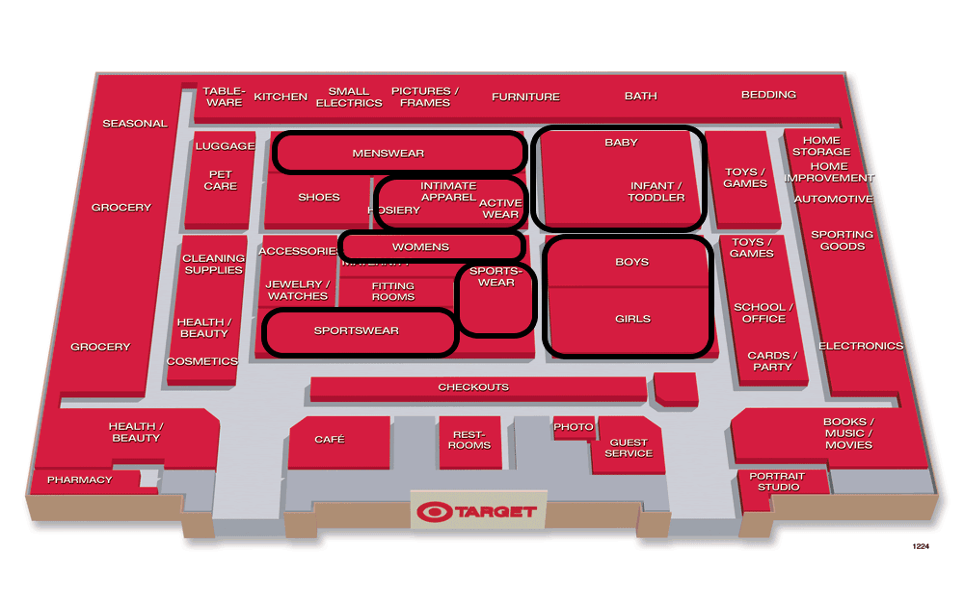 TABLE-
WARE
KITCHEN
SMALL
ELECTRICS
PICTURES /
FRAMES
FURNITURE
BATH
BEDDING
SEASONAL
LUGGAGE
MENSWEAR
BABY
HOME
STORAGE
PET
CARE
TOYS /
GAMES
HOME
IMPROVEMENT
SHOES
INTIMATE
APPAREL
INFANT /
TODDLER
AUTOMOTIVE
GROCERY
HOSIERY
ACTIVE
WEAR
SPORTING
GOODS
ACCESSORIES
WOMENS
TOYS /
GAMES
CLEANING
SUPPLIES
MATERNITY
SPORTS-
WEAR
BOYS
JEWELRY /
WATCHES
FITTING
ROOMS
SCHOOL /
OFFICE
HEALTH /
BEAUTY
SPORTSWEAR
GIRLS
GROCERY
ELECTRONICS
COSMETICS
CARDS /
PARTY
CHECKOUTS
HEALTH /
BEAUTY
CAFÉ
REST-
ROOMS
PHOTO
GUEST
SERVICE
BOOKS /
MUSIC /
MOVIES
PHARMACY
PORTRAIT
STUDIO
TARGET
1224